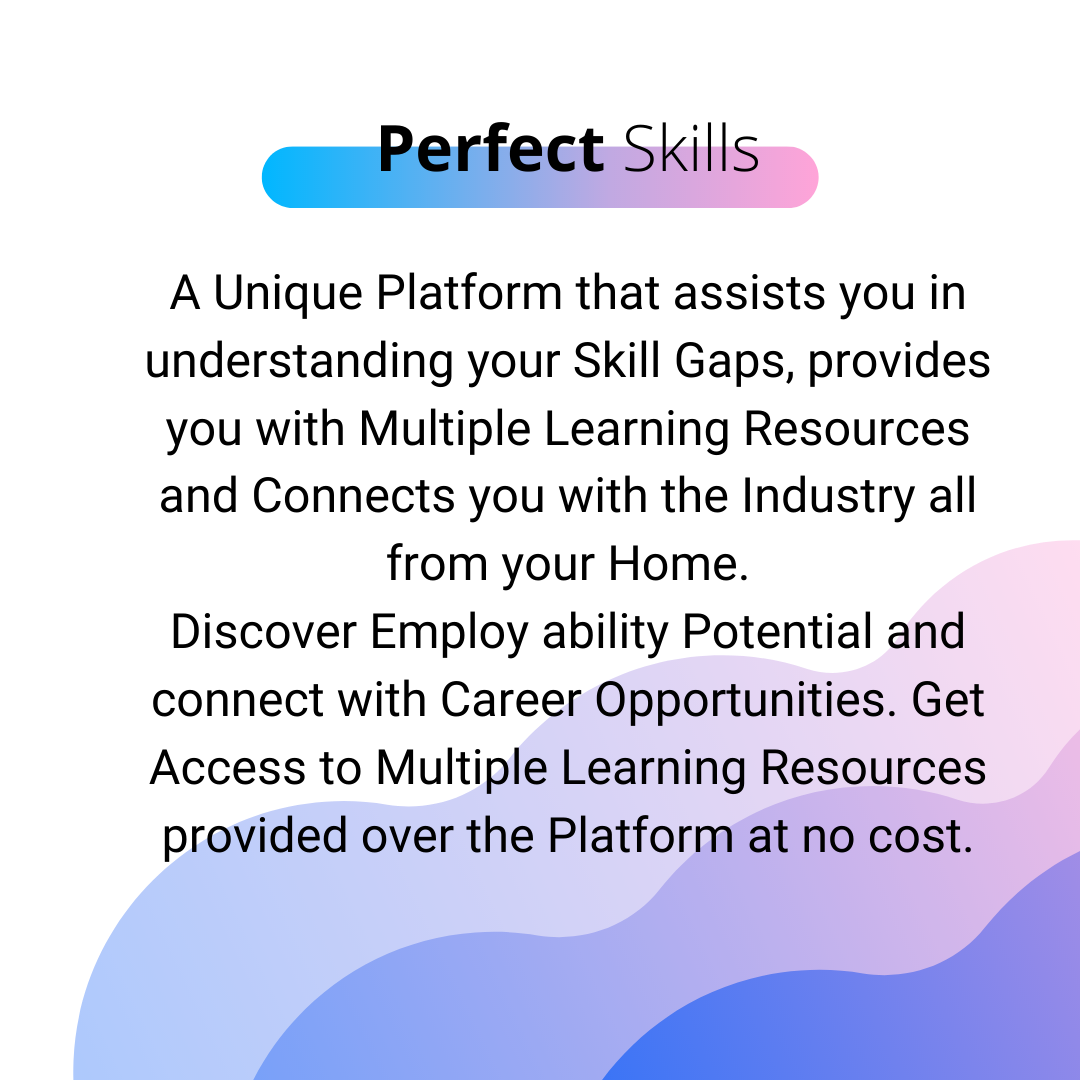 Perfect Skills
A Unique Platform that assists you in
understanding your Skill Gaps, provides
you with Multiple Learning Resources
and Connects you with the Industry all
from your Home.
Discover Employ ability Potential and
connect with Career Opportunities. Get
Access to Multiple Learning Resources
provided over the Platform at no cost.